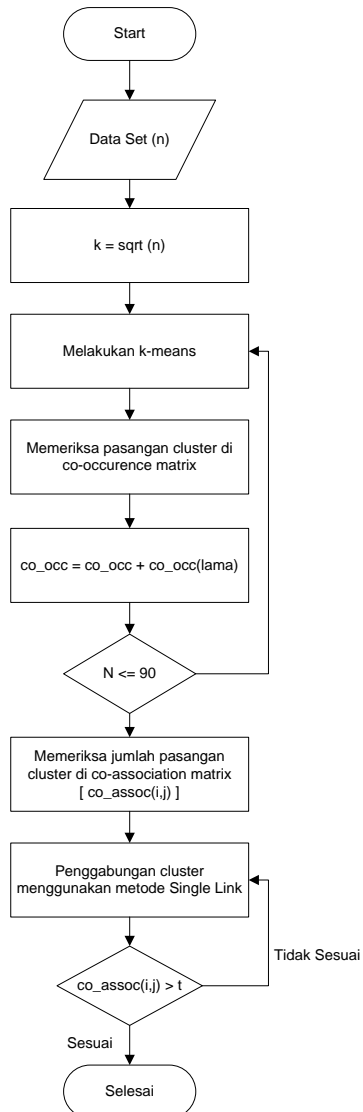 Start
Data Set (n)
k = sqrt (n)
Melakukan k-means
Memeriksa pasangan cluster di
co-occurence matrix
co_occ = co_occ + co_occ(lama)
N <= 90
Memeriksa jumlah pasangan
cluster di co-association matrix
[ co_assoc(i,j) ]
Penggabungan cluster
menggunakan metode Single Link
Tidak Sesuai
co_assoc(i,j) > t
Sesuai
Selesai